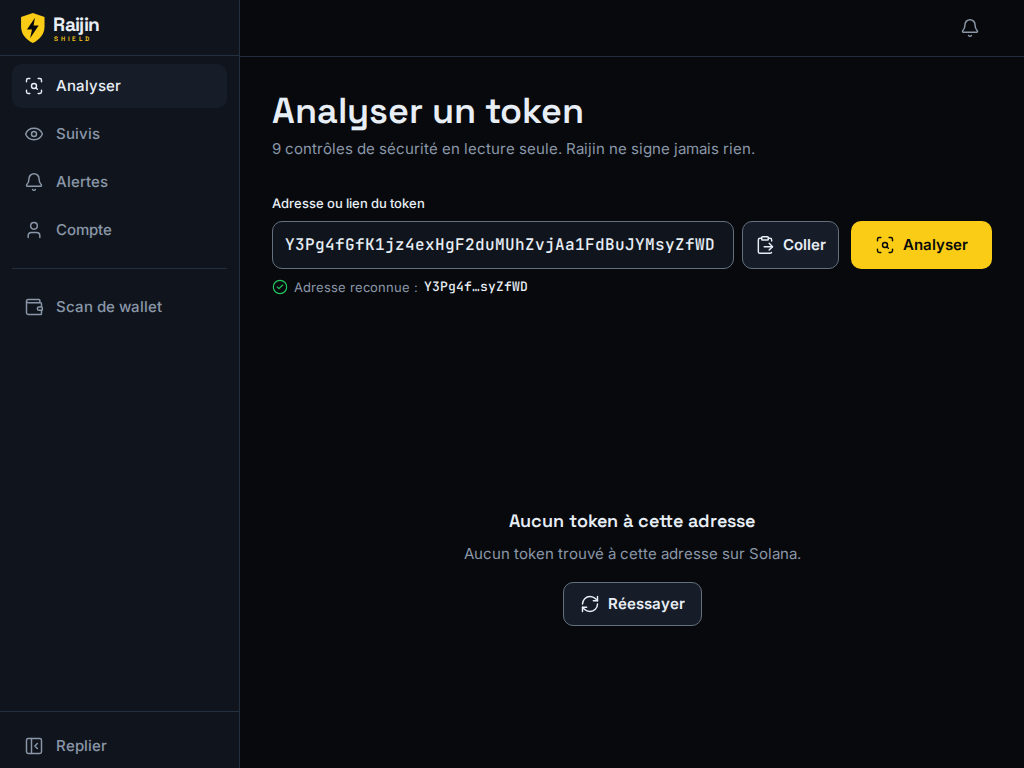 Raijin
SHIELD
Analyser
Suivis
Alertes
Compte
Scan de wallet
Replier
Analyser un token
9 contrôles de sécurité en lecture seule. Raijin ne signe jamais rien.
Adresse ou lien du token
Y3Pg4fGfK1jz4exHgF2duMUhZvjAa1FdBuJYMsyZfWD
Coller
Analyser
Adresse reconnue : Y3Pg4f…syZfWD
Aucun token à cette adresse
Aucun token trouvé à cette adresse sur Solana.
Réessayer